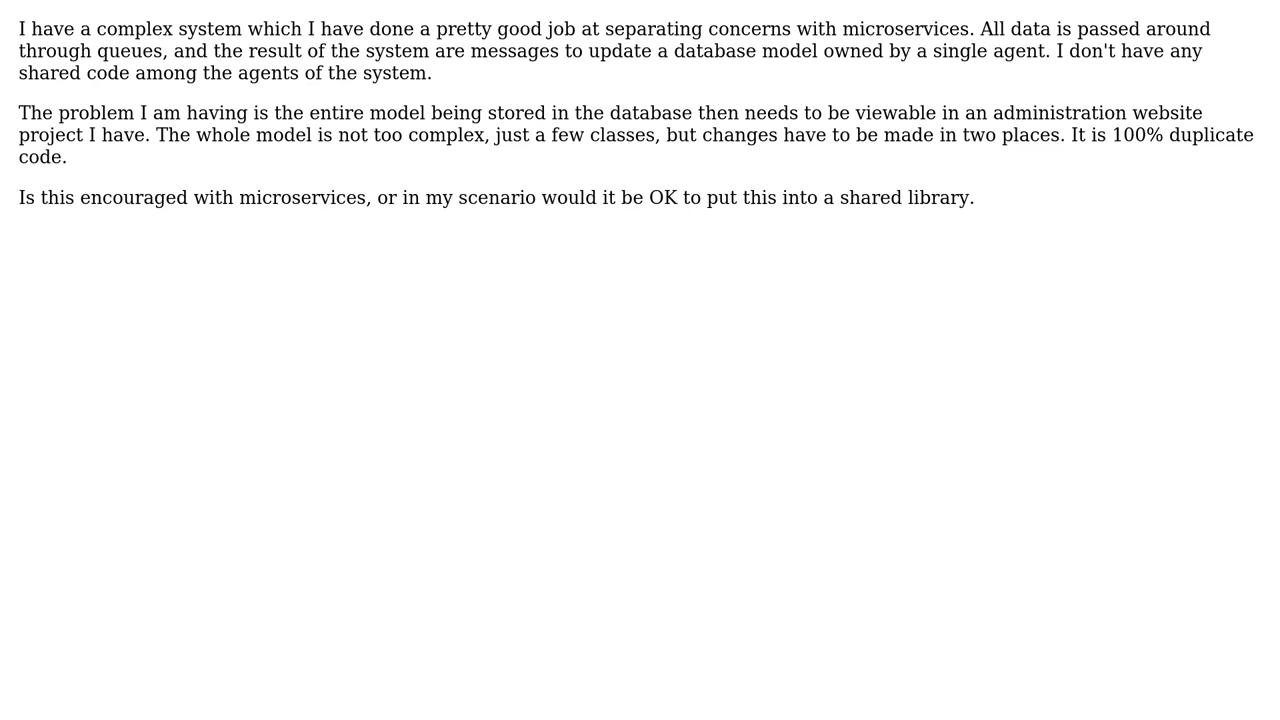 I have a complex system which I have done a pretty good job at separating concerns with microservices. All data is passed around
through queues, and the result of the system are messages to update a database model owned by a single agent. I don't have any
shared code among the agents of the system.
The problem I am having is the entire model being stored in the database then needs to be viewable in an administration website
project I have. The whole model is not too complex, just a few classes, but changes have to be made in two places. It is 100% duplicate
code.
Is this encouraged with microservices, or in my scenario would it be OK to put this into a shared library.